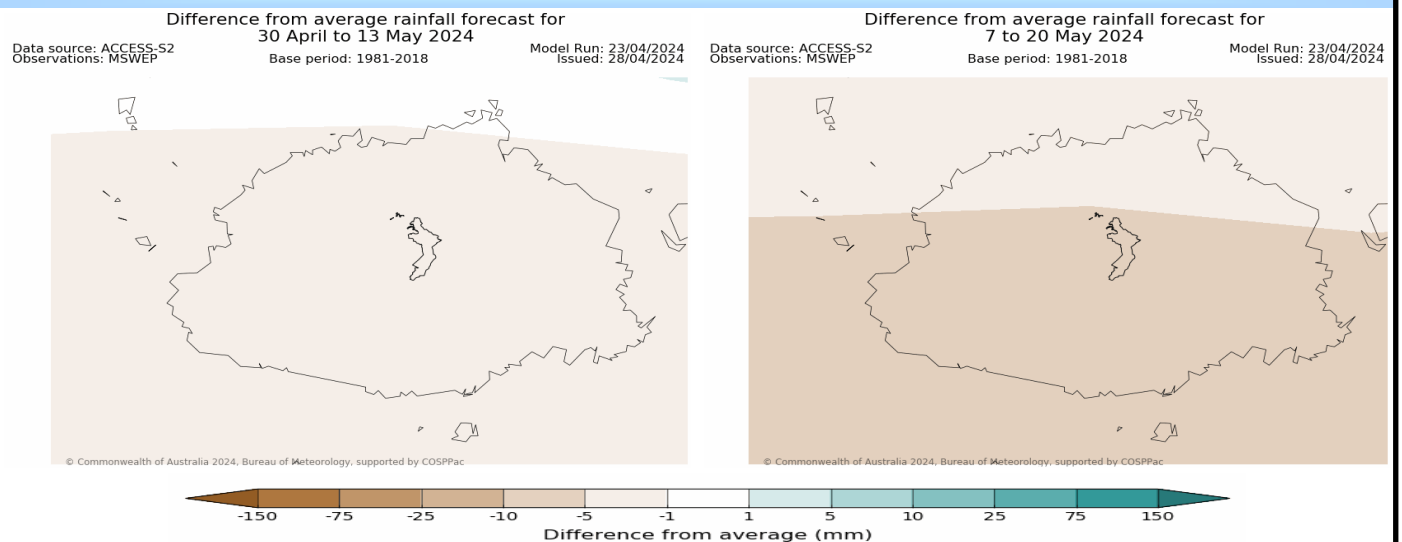 Difference from average rainfall forecast for
30 April to 13 May 2024
Data source: ACCESS-S2
Observations: MSWEP
Base period: 1981-2018
Model Run: 23/04/2024
Issued: 28/04/2024
© Commonwealth of Australia 2024, Bureau of Meteorology, supported by COSPPac
Difference from average rainfall forecast for
7 to 20 May 2024
Data source: ACCESS-S2
Observations: MSWEP
Base period: 1981-2018
Model Run: 23/04/2024
Issued: 28/04/2024
© Commonwealth of Australia 2024, Bureau of Meteorology, supported by COSPPac
-150 -75 -25 -10 -5 -1 1 5 10 25 75 150
Difference from average (mm)